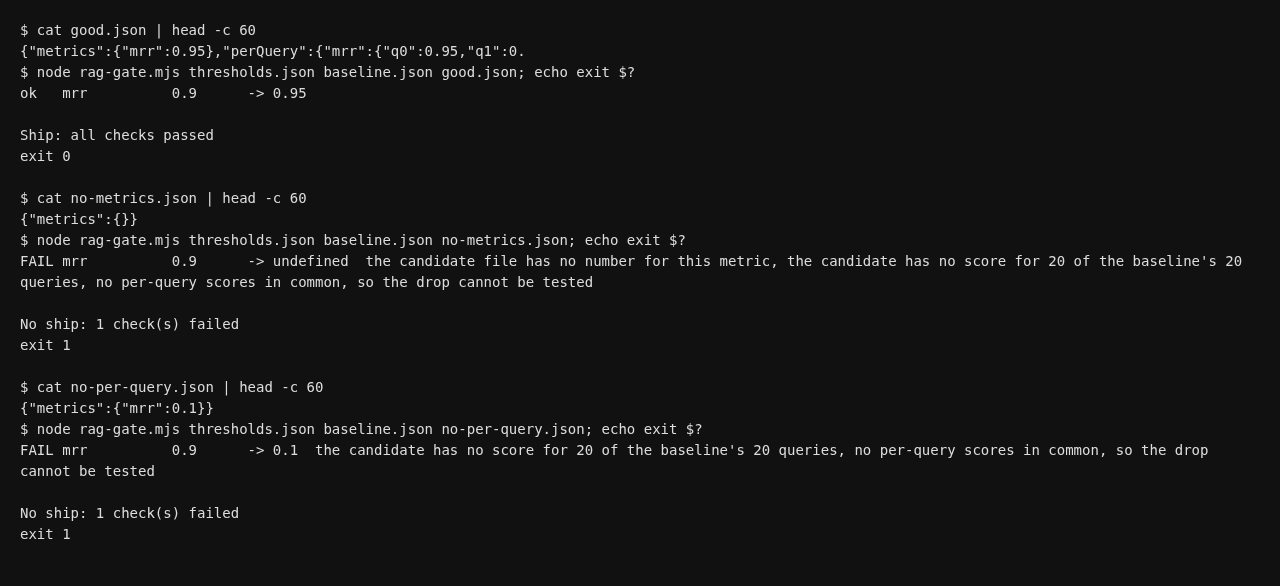 $ cat good.json | head -c 60
{"metrics":{"mrr":0.95},"perQuery":{"mrr":{"q0":0.95,"q1":0.
$ node rag-gate.mjs thresholds.json baseline.json good.json; echo exit $?
ok   mrr          0.9      -> 0.95

Ship: all checks passed
exit 0

$ cat no-metrics.json | head -c 60
{"metrics":{}}
$ node rag-gate.mjs thresholds.json baseline.json no-metrics.json; echo exit $?
FAIL mrr          0.9      -> undefined  the candidate file has no number for this metric, the candidate has no score for 20 of the baseline's 20
queries, no per-query scores in common, so the drop cannot be tested

No ship: 1 check(s) failed
exit 1

$ cat no-per-query.json | head -c 60
{"metrics":{"mrr":0.1}}
$ node rag-gate.mjs thresholds.json baseline.json no-per-query.json; echo exit $?
FAIL mrr          0.9      -> 0.1  the candidate has no score for 20 of the baseline's 20 queries, no per-query scores in common, so the drop
cannot be tested

No ship: 1 check(s) failed
exit 1